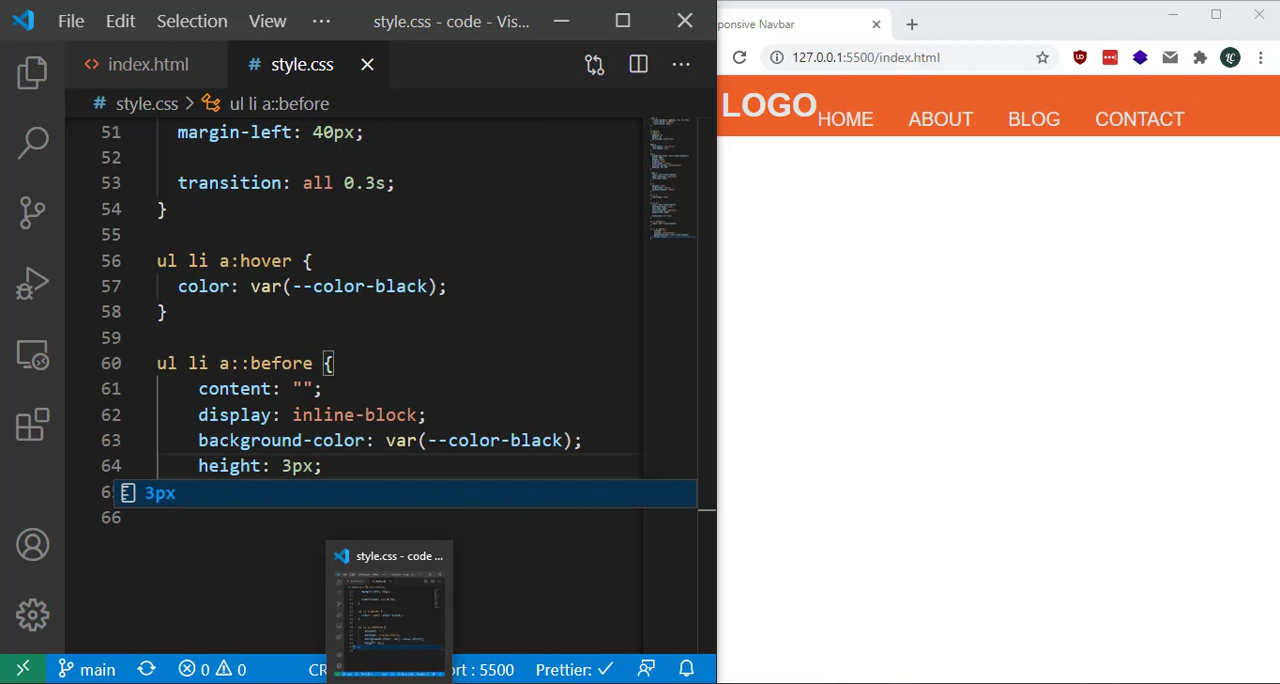 File Edit Selection View ··· style.css - code - Vis...
index.html # style.css
# style.css > ul li a::before
51 margin-left: 40px;
52
53 transition: all 0.3s;
54 }
55
56 ul li a:hover {
57 color: var(--color-black);
58 }
59
60 ul li a::before {
61 content: "";
62 display: inline-block;
63 background-color: var(--color-black);
64 height: 3px;
3px
66
style.css - code ...
main 0 0 CR ort : 5500 Prettier: ✓
ponsive Navbar
127.0.0.1:5500/index.html
LOGO HOME ABOUT BLOG CONTACT